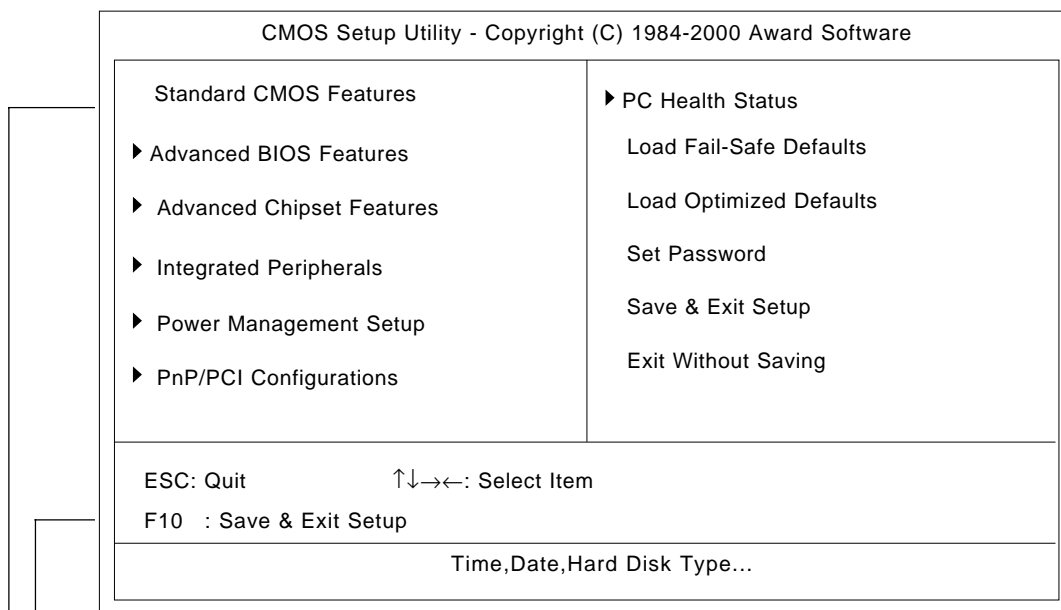 CMOS Setup Utility - Copyright (C) 1984-2000 Award Software
Standard CMOS Features
▶ Advanced BIOS Features
▶ Advanced Chipset Features
▶ Integrated Peripherals
▶ Power Management Setup
▶ PnP/PCI Configurations
▶ PC Health Status
Load Fail-Safe Defaults
Load Optimized Defaults
Set Password
Save & Exit Setup
Exit Without Saving
ESC: Quit ↑↓→←: Select Item
F10 : Save & Exit Setup
Time,Date,Hard Disk Type...